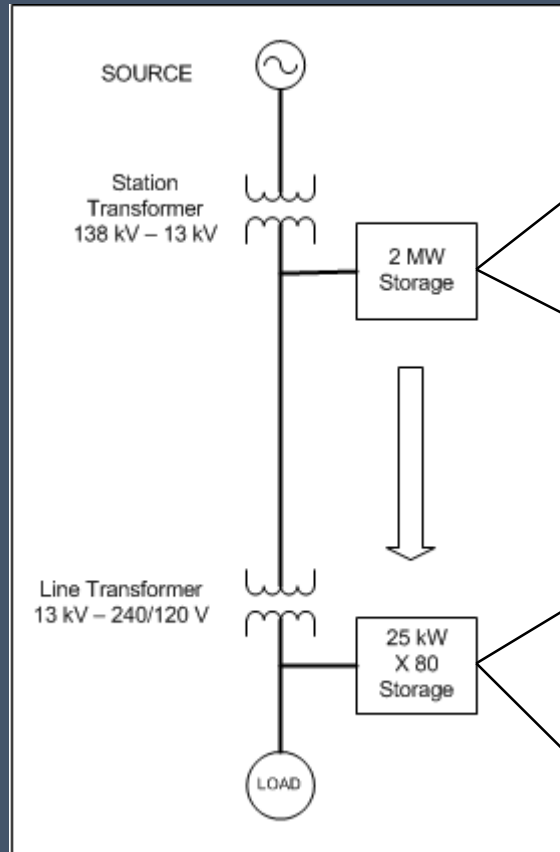 SOURCE
Station
Transformer
138 kV – 13 kV
2 MW
Storage
Line Transformer
13 kV – 240/120 V
25 kW
X 80
Storage
LOAD